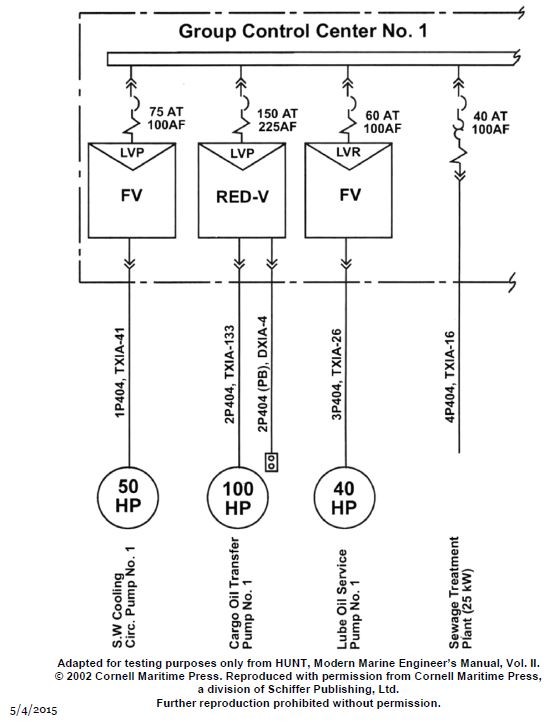 Group Control Center No. 1
75 AT
100AF
150 AT
225AF
60 AT
100AF
40 AT
100AF
LVP
FV
LVP
RED-V
LVR
FV
1P404, TXIA-41
2P404, TXIA-133
2P404 (PB), DXIA-4
3P404, TXIA-26
4P404, TXIA-16
50
HP
100
HP
40
HP
S.W Cooling
Circ. Pump No. 1
Cargo Oil Transfer
Pump No. 1
Lube Oil Service
Pump No. 1
Sewage Treatment
Plant (25 kW)
Adapted for testing purposes only from HUNT, Modern Marine Engineer's Manual, Vol. II.
© 2002 Cornell Maritime Press. Reproduced with permission from Cornell Maritime Press,
a division of Schiffer Publishing, Ltd.
Further reproduction prohibited without permission.
5/4/2015